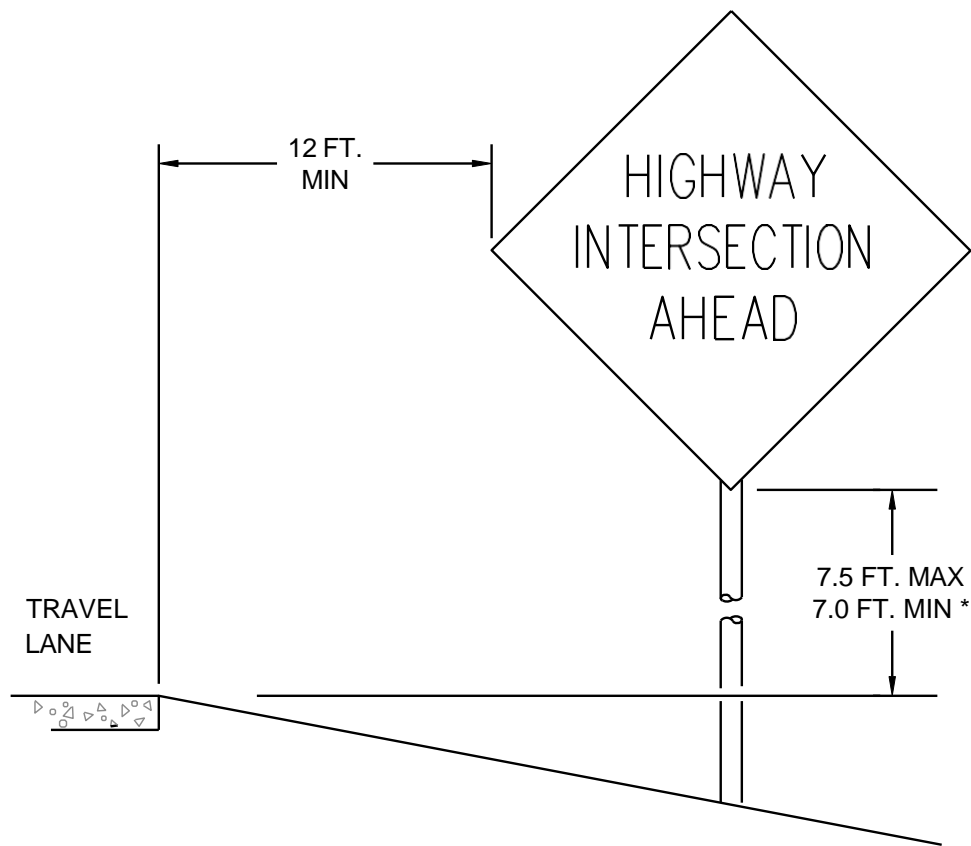 12 FT.
MIN
HIGHWAY
INTERSECTION
AHEAD
7.5 FT. MAX
7.0 FT. MIN *
TRAVEL
LANE